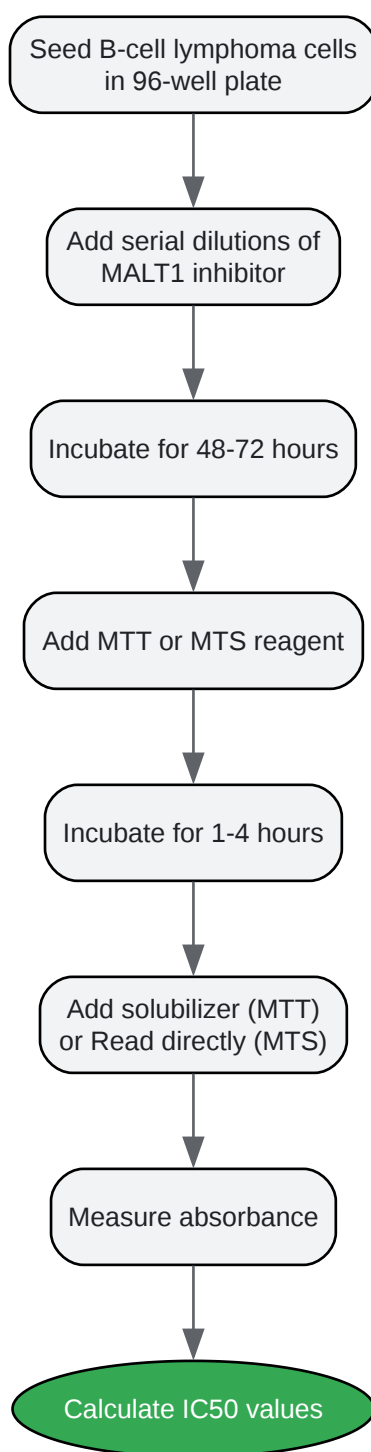 Seed B-cell lymphoma cells
in 96-well plate
Add serial dilutions of
MALT1 inhibitor
Incubate for 48-72 hours
Add MTT or MTS reagent
Incubate for 1-4 hours
Add solubilizer (MTT)
or Read directly (MTS)
Measure absorbance
Calculate IC50 values